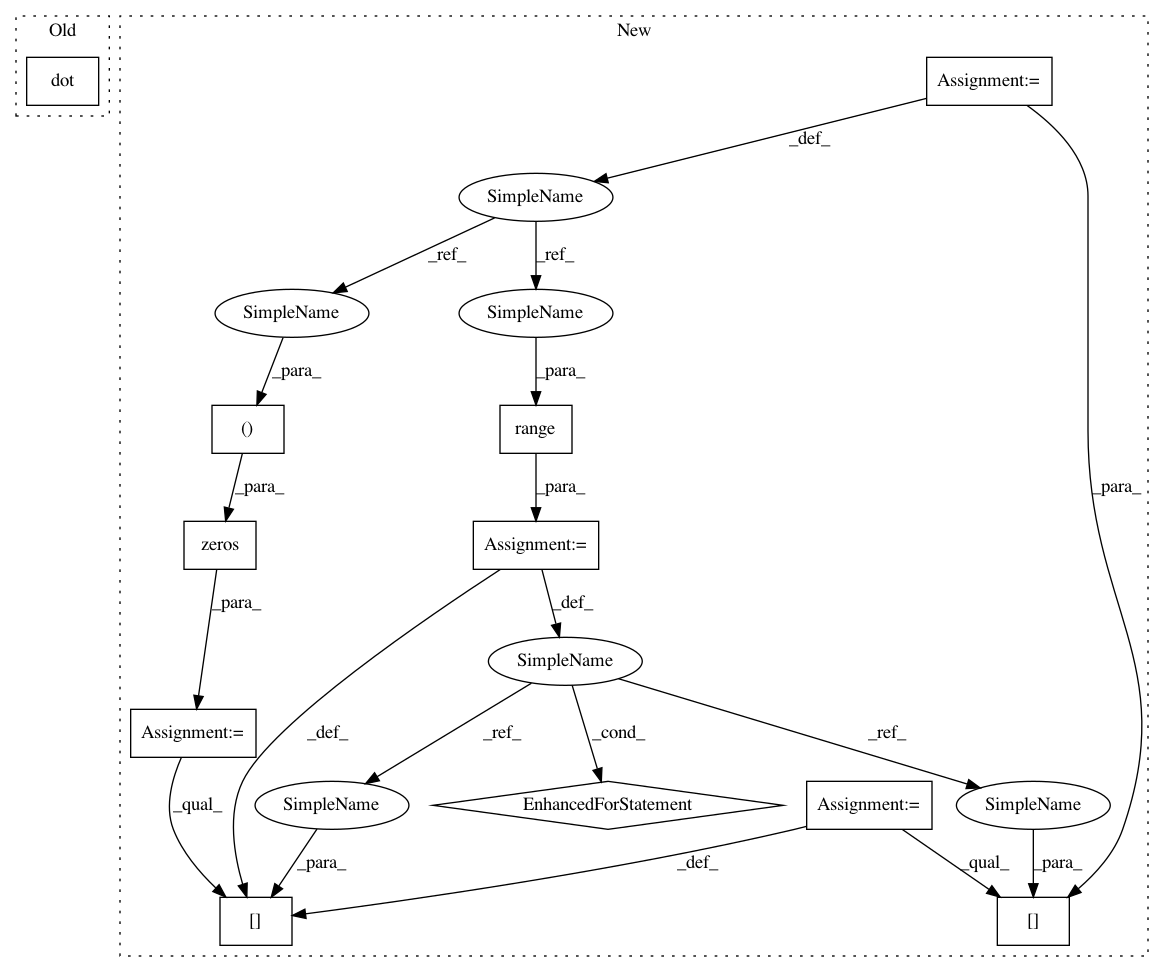 Old
New
dot
Assignment:=
_def_
SimpleName
_ref_
_ref_
SimpleName
SimpleName
_para_
_para_
()
range
_para_
_para_
_para_
zeros
Assignment:=
_para_
_def_
SimpleName
Assignment:=
_def_
_ref_
_cond_
_ref_
_qual_
SimpleName
EnhancedForStatement
Assignment:=
SimpleName
_para_
_def_
_qual_
_para_
[]
[]